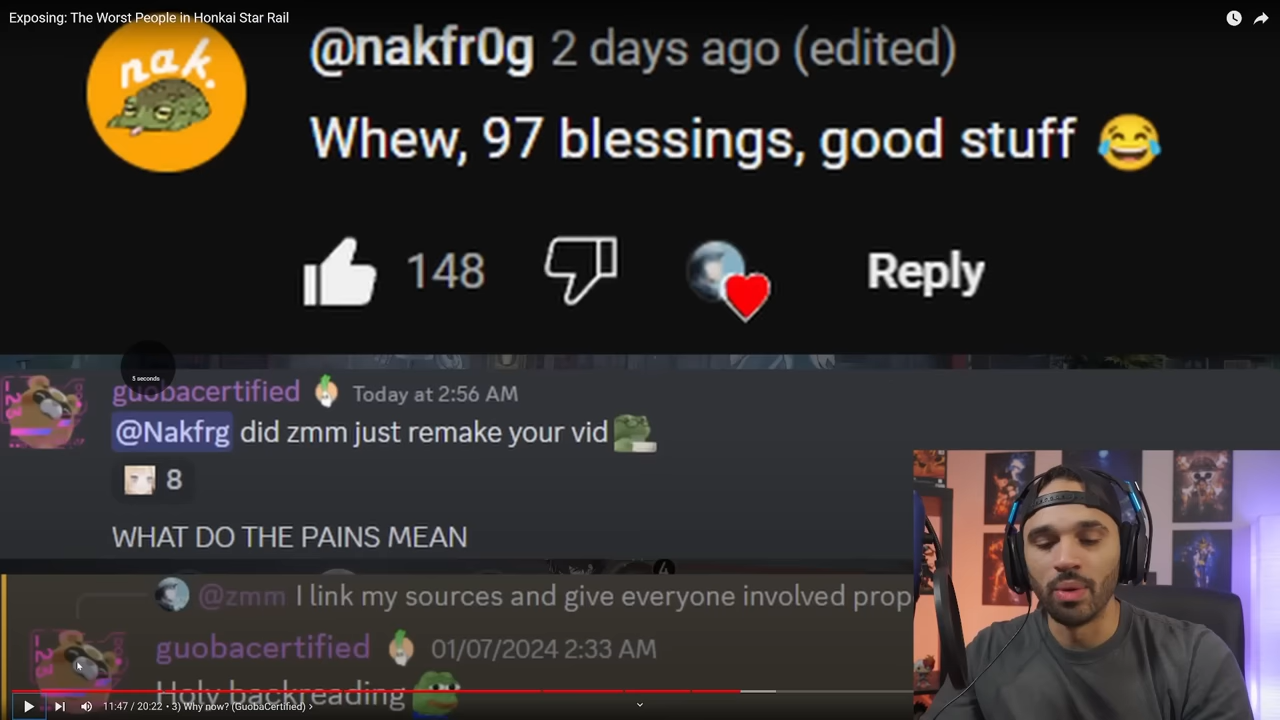 Exposing: The Worst People in Honkai Star Rail
nak.
@nakfr0g 2 days ago (edited)
Whew, 97 blessings, good stuff 😂
148
Reply
5 seconds
guobacertified Today at 2:56 AM
@Nakfrg did zmm just remake your vid
8
WHAT DO THE PAINS MEAN
4
@zmm I link my sources and give everyone involved prop
guobacertified 01/07/2024 2:33 AM
Holy backreading
11:47 / 20:22 • 3) Why now? (GuobaCertified) ›